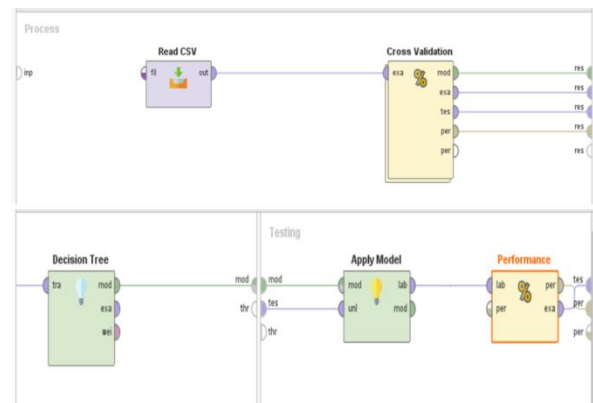 Process
Read CSV
Cross Validation
inp
fil
out
exa
mod
exa
tes
per
per
res
res
res
res
res
Testing
Decision Tree
Apply Model
Performance
tra
mod
exa
wei
mod
thr
mod
tes
thr
mod
unl
lab
mod
lab
per
per
exa
tes
per
per